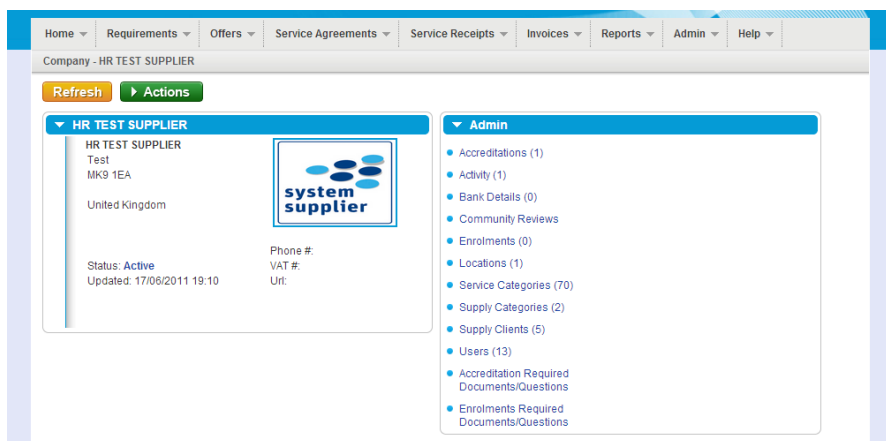 Home Requirements Offers Service Agreements Service Receipts Invoices Reports Admin Help
Company - HR TEST SUPPLIER
Refresh Actions
HR TEST SUPPLIER
HR TEST SUPPLIER
Test
MK9 1EA
United Kingdom
system
supplier
Phone #:
Status: Active
VAT #:
Updated: 17/06/2011 19:10
Url:
Admin
Accreditations (1)
Activity (1)
Bank Details (0)
Community Reviews
Enrolments (0)
Locations (1)
Service Categories (70)
Supply Categories (2)
Supply Clients (5)
Users (13)
Accreditation Required
Documents/Questions
Enrolments Required
Documents/Questions